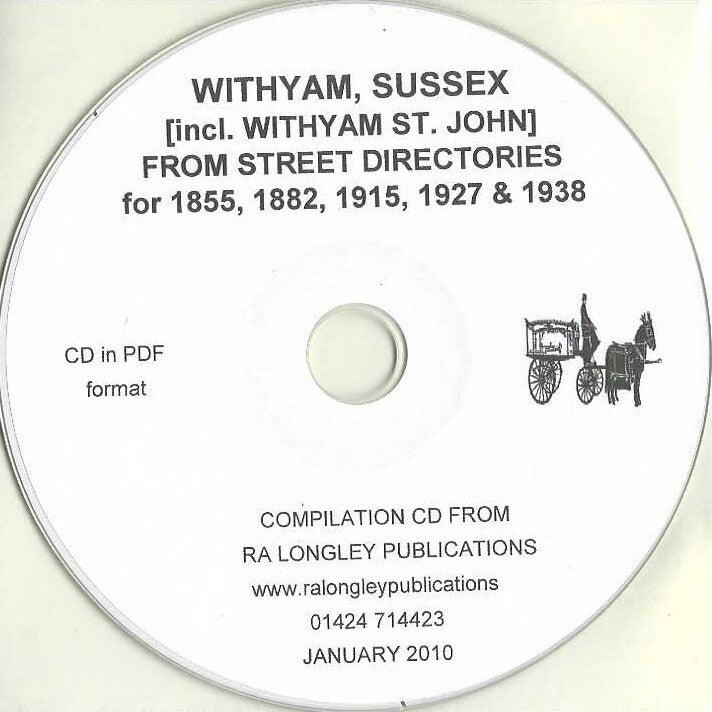 WITHYAM, SUSSEX
[incl. WITHYAM ST. JOHN]
FROM STREET DIRECTORIES
for 1855, 1882, 1915, 1927 & 1938
CD in PDF
format
COMPILATION CD FROM
RA LONGLEY PUBLICATIONS
www.ralongleypublications
01424 714423
JANUARY 2010